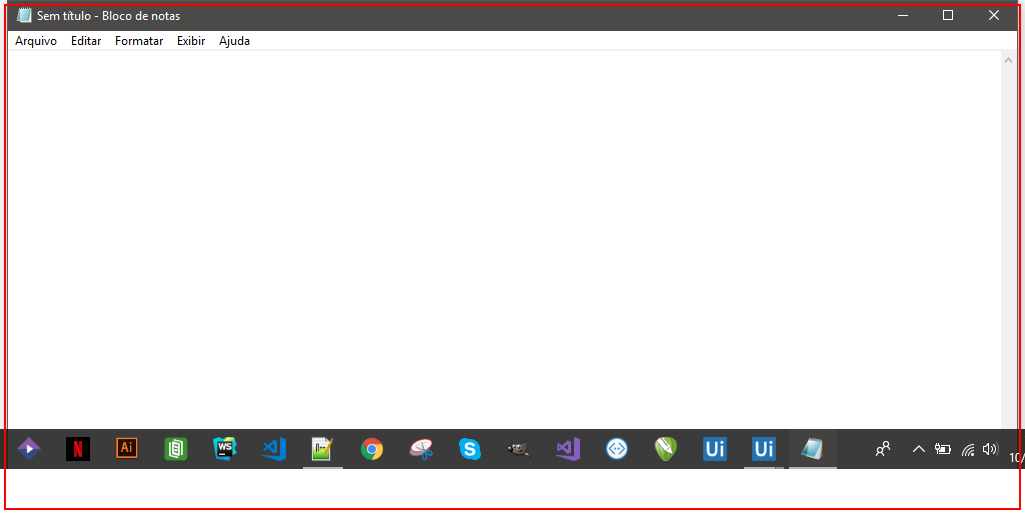 Sem título - Bloco de notas
Arquivo Editar Formatar Exibir Ajuda
N Ai WS n++ S Ui Ui 10/